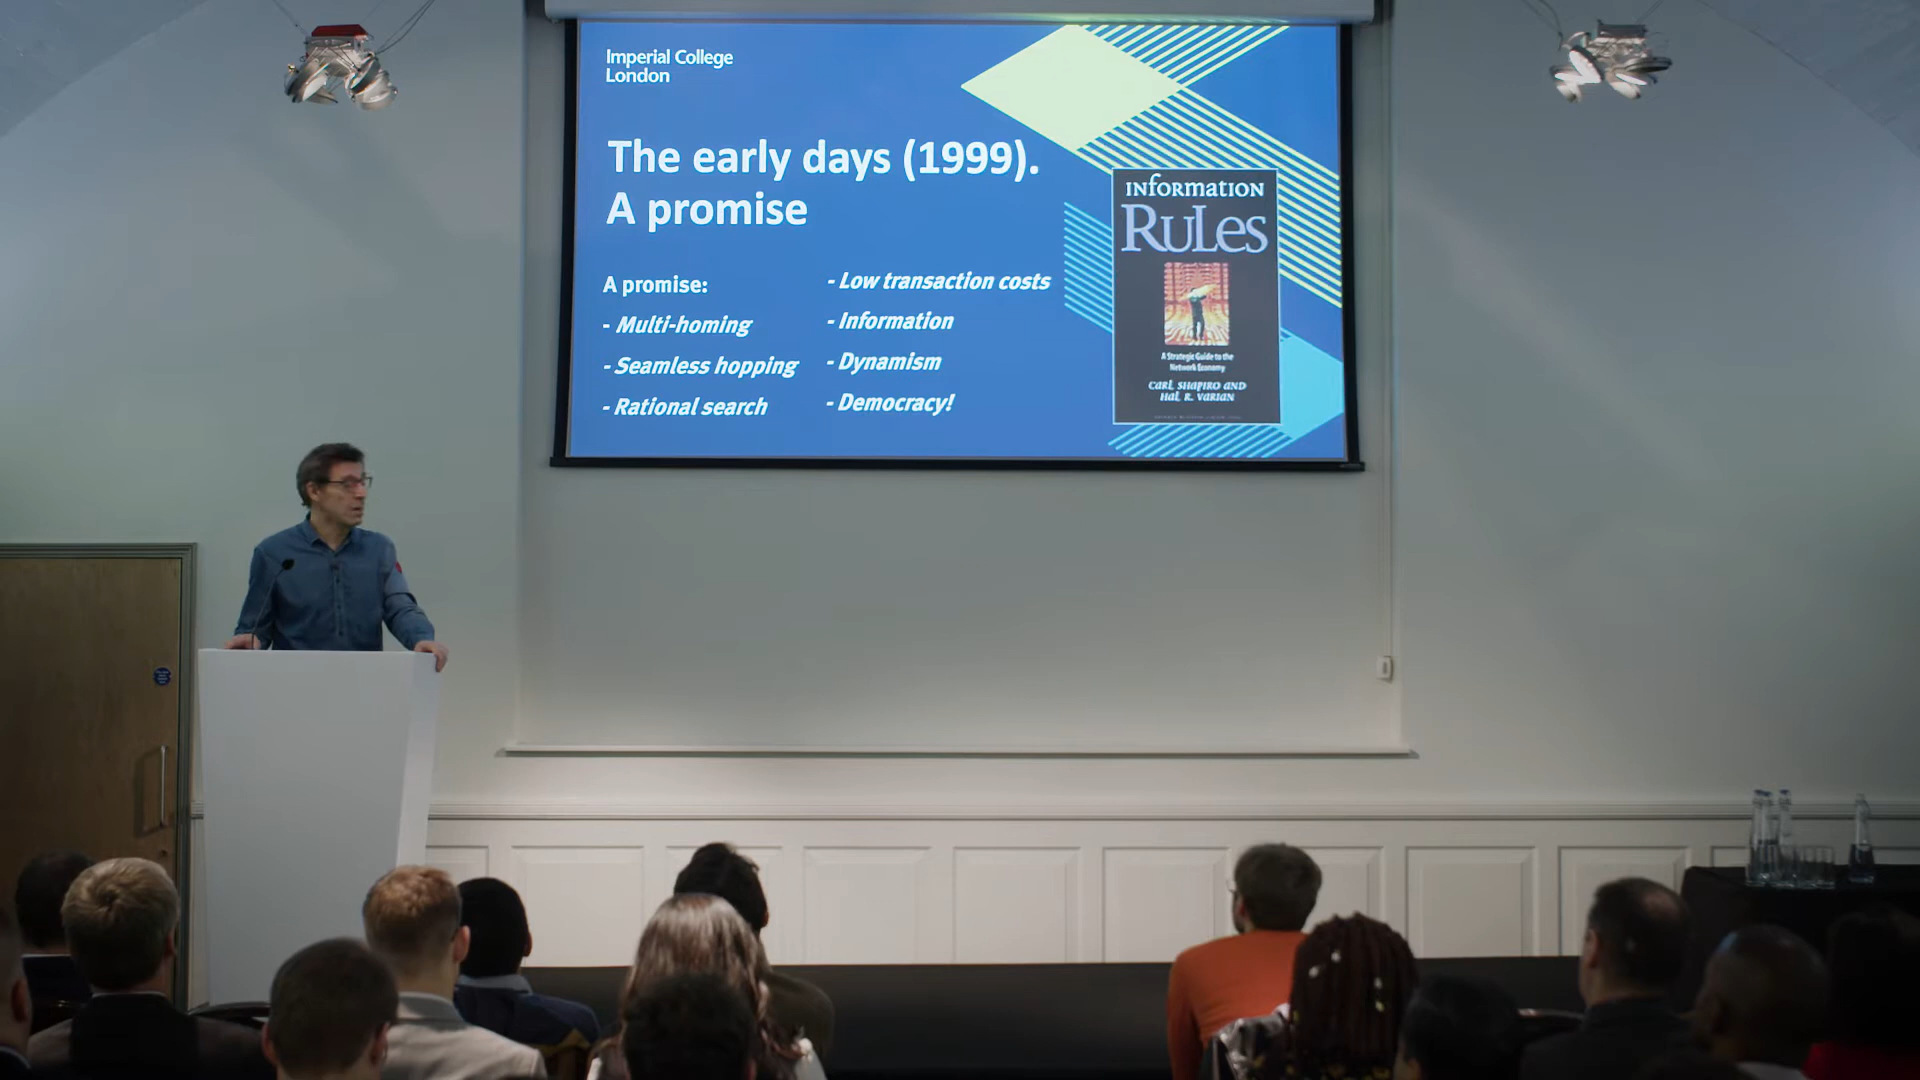 Imperial College
London
The early days (1999).
A promise
A promise:
- Multi-homing
- Seamless hopping
- Rational search
- Low transaction costs
- Information
- Dynamism
- Democracy!
INFORMATION
RULES
A Strategic Guide to the
Network Economy
CARL SHAPIRO AND
HAL R. VARIAN